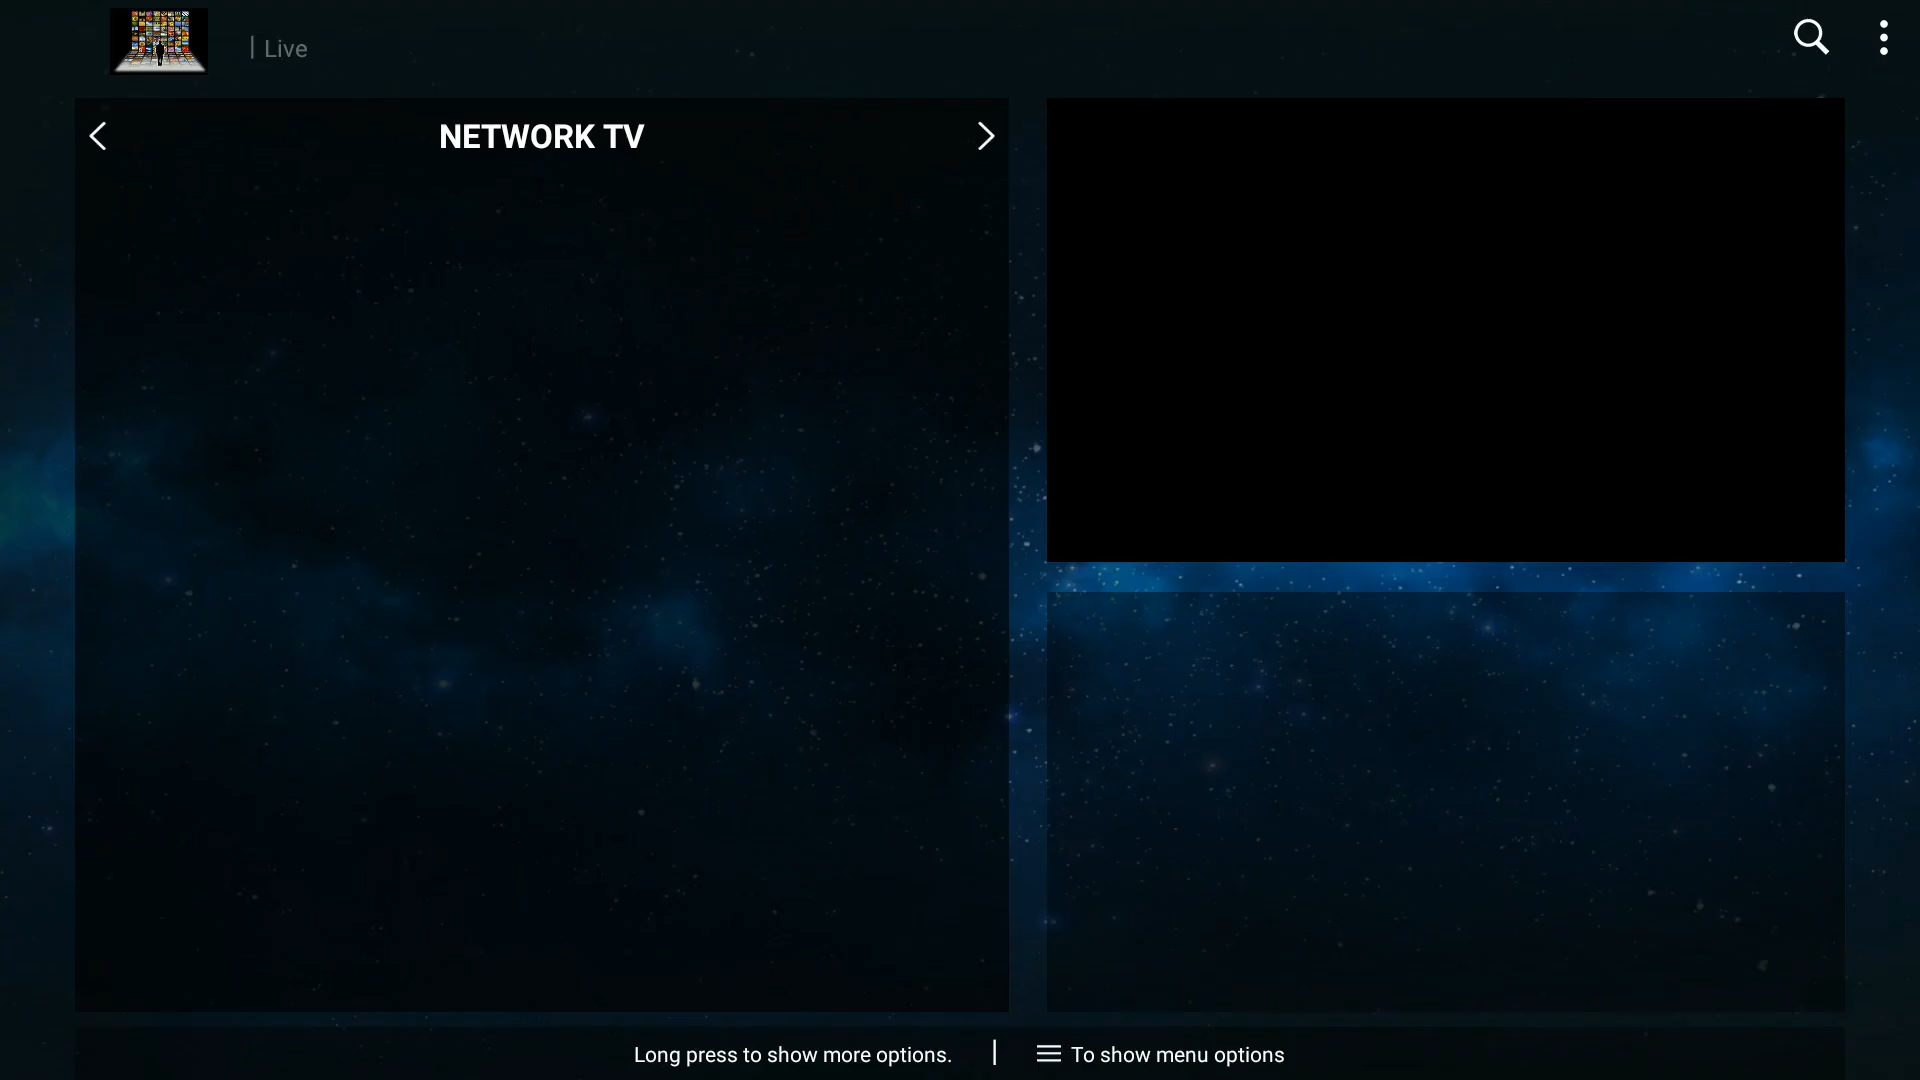 | Live
NETWORK TV
Long press to show more options.
|
To show menu options